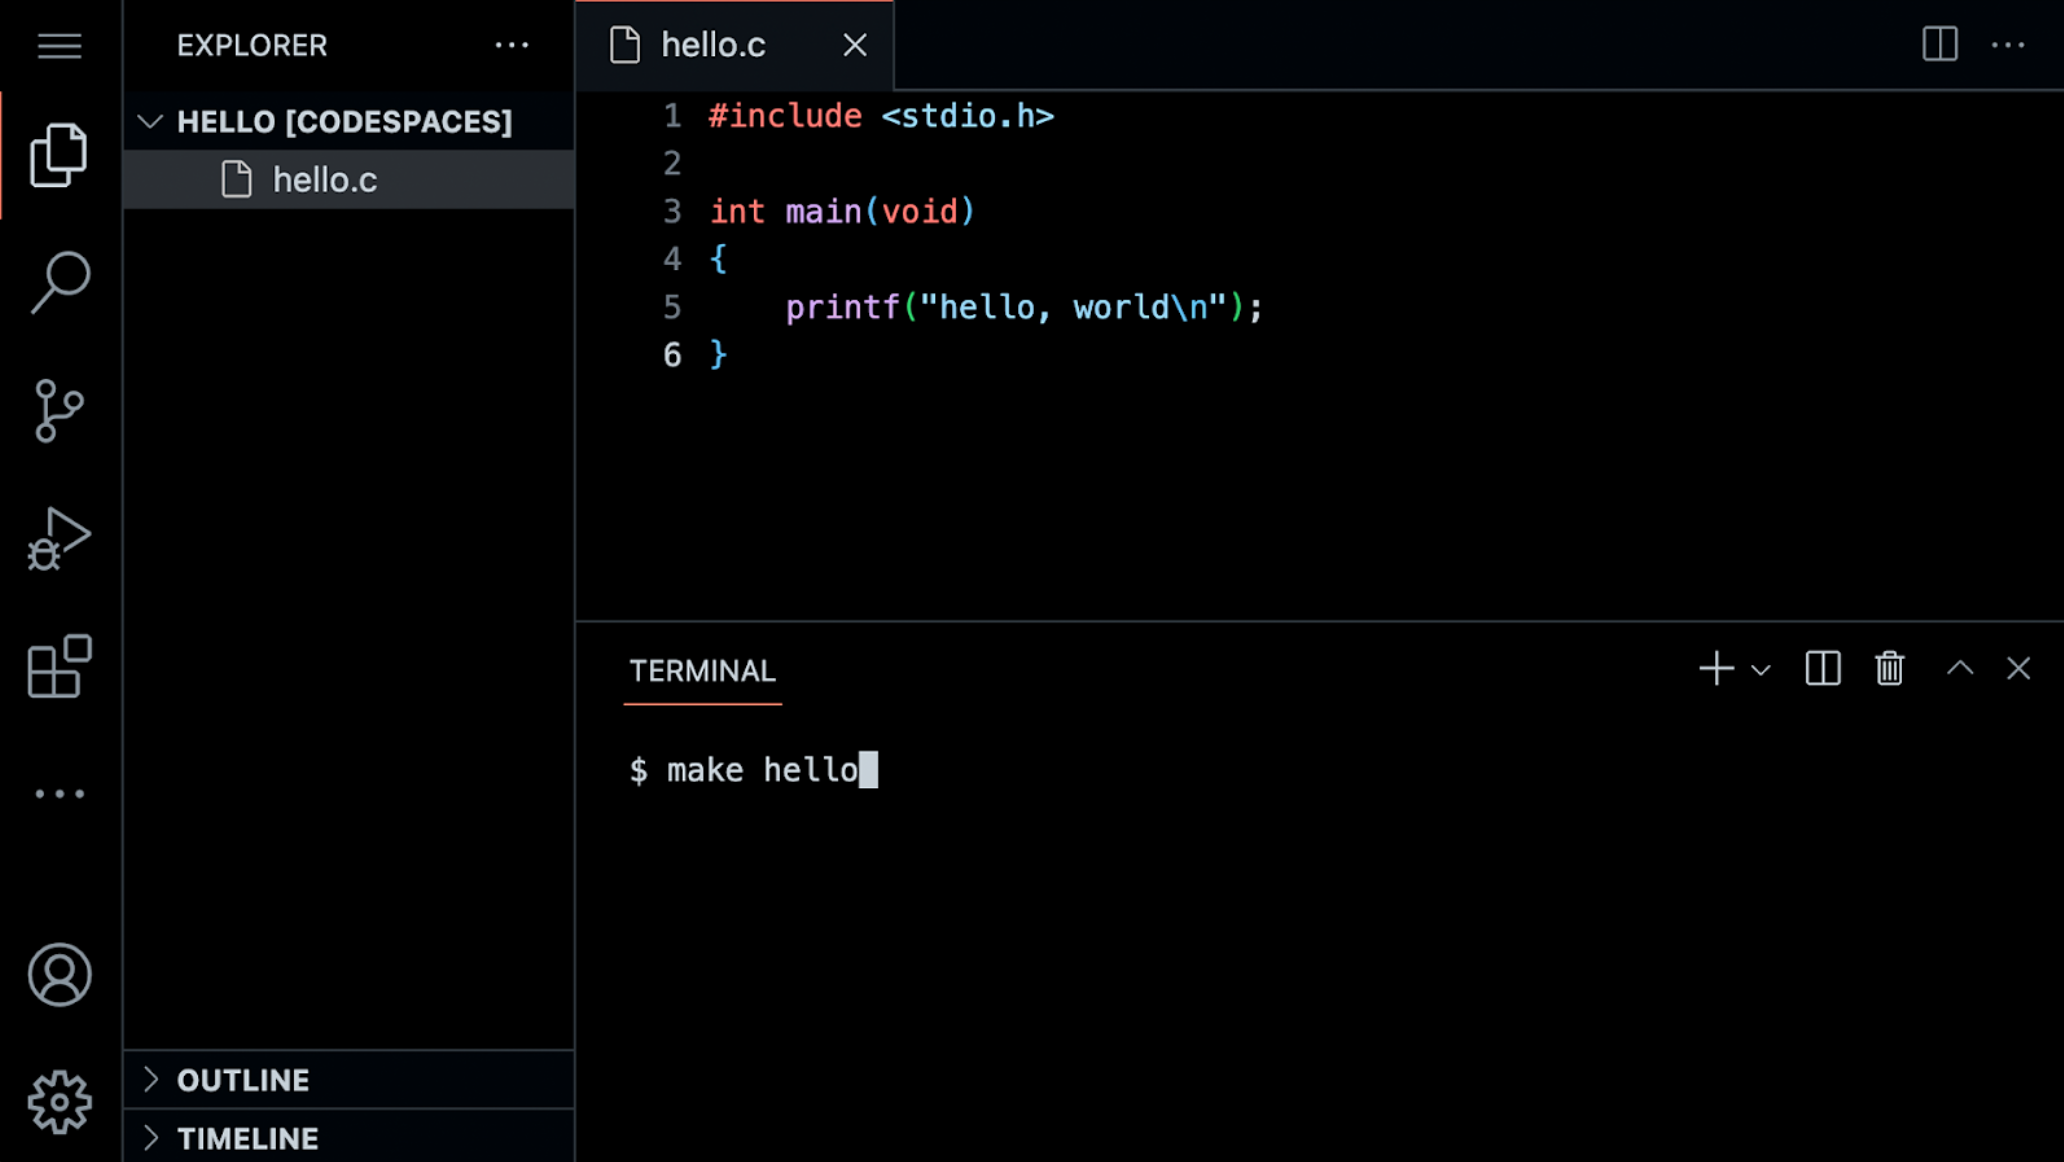 EXPLORER
HELLO [CODESPACES]
hello.c
OUTLINE
TIMELINE
hello.c
1 #include <stdio.h>
2
3 int main(void)
4 {
5     printf("hello, world\n");
6 }
TERMINAL
$ make hello